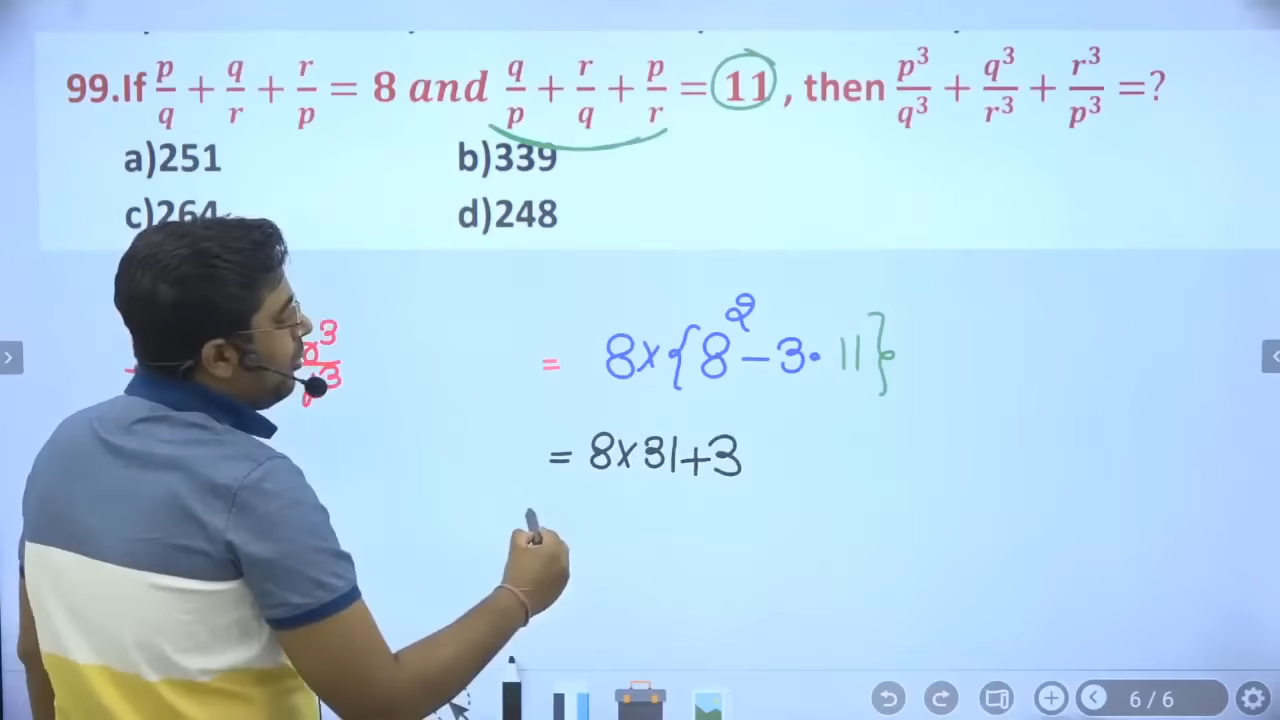 99.If p/q + q/r + r/p = 8 and q/p + r/q + p/r = 11, then p³/q³ + q³/r³ + r³/p³ =?
a)251 b)339
c)264 d)248
= 8×{8² – 3· 11}
= 8×31+3
6 / 6